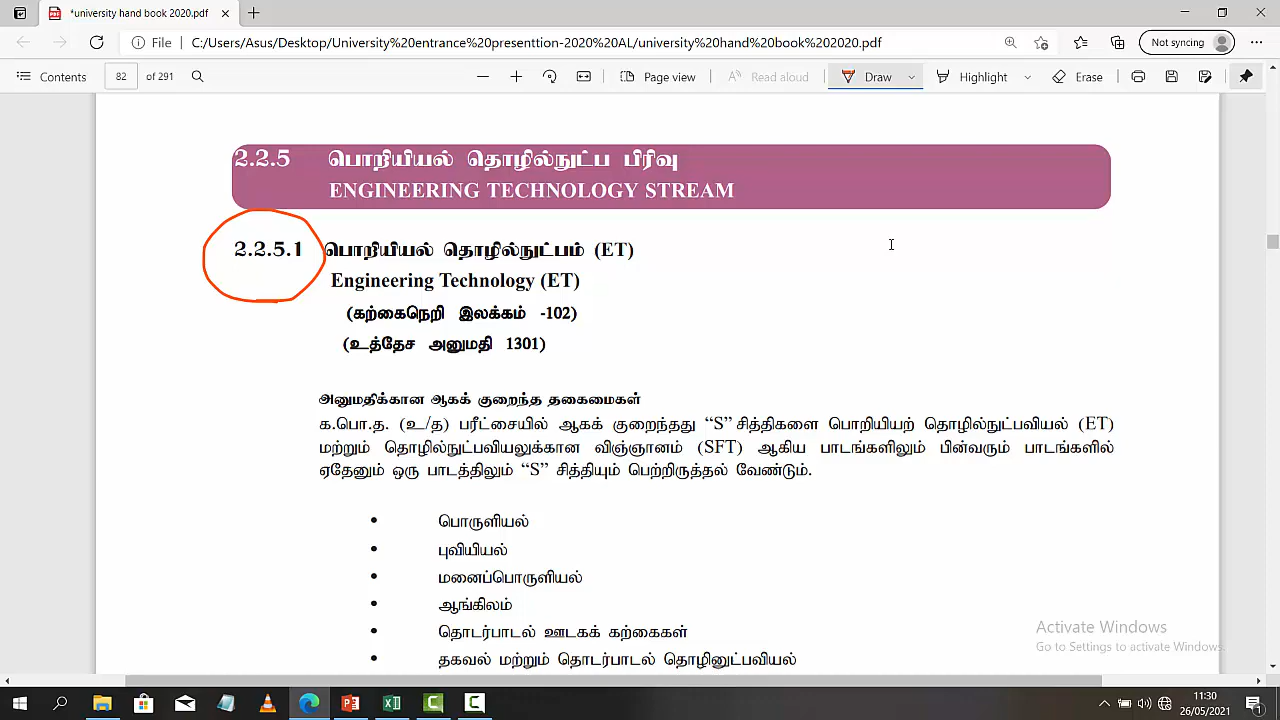 *university hand book 2020.pdf
File C:/Users/Asus/Desktop/University%20entrance%20presenttion-2020%20AL/university%20hand%20book%202020.pdf Not syncing
Contents 82 of 291 Page view Read aloud Draw Highlight Erase
2.2.5 பொறியியல் தொழில்நுட்ப பிரிவு
ENGINEERING TECHNOLOGY STREAM
2.2.5.1 பொறியியல் தொழில்நுட்பம் (ET)
Engineering Technology (ET)
(கற்கைநெறி இலக்கம் -102)
(உத்தேச அனுமதி 1301)
அனுமதிக்கான ஆகக் குறைந்த தகைமைகள்
க.பொ.த. (உ/த) பரீட்சையில் ஆகக் குறைந்தது “S” சித்திகளை பொறியியற் தொழில்நுட்பவியல் (ET)
மற்றும் தொழில்நுட்பவியலுக்கான விஞ்ஞானம் (SFT) ஆகிய பாடங்களிலும் பின்வரும் பாடங்களில்
ஏதேனும் ஒரு பாடத்திலும் “S” சித்தியும் பெற்றிருத்தல் வேண்டும்.
• பொருளியல்
• புவியியல்
• மனைப்பொருளியல்
• ஆங்கிலம்
• தொடர்பாடல் ஊடகக் கற்கைகள்
• தகவல் மற்றும் தொடர்பாடல் தொழினுட்பவியல்
Activate Windows
Go to Settings to activate Windows.
11:30
26/05/2021